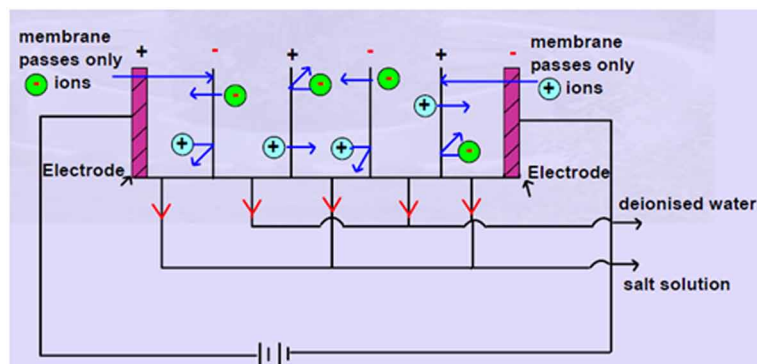 membrane
passes only
- ions
+ - + - + -
membrane
passes only
+ ions
-
+
-
+
+
-
+
-
Electrode
Electrode
deionised water
salt solution